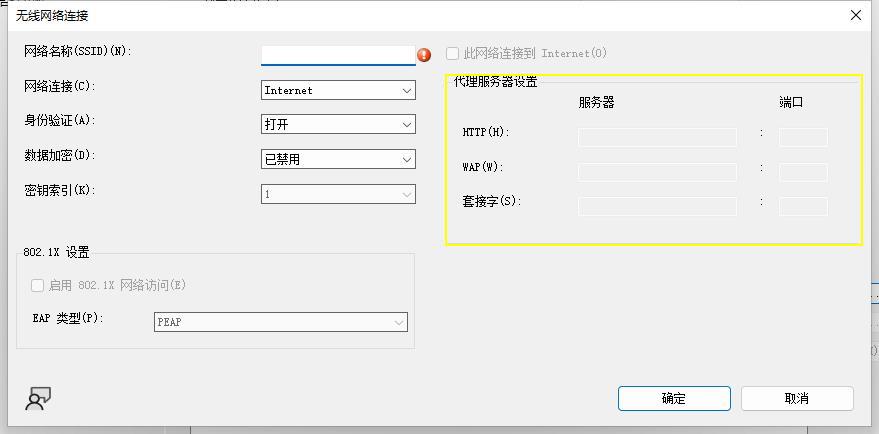 无线网络连接
网络名称(SSID)(N):
此网络连接到 Internet(O)
网络连接(C):
Internet
身份验证(A):
打开
数据加密(D):
已禁用
密钥索引(K):
1
代理服务器设置
服务器 端口
HTTP(H): :
WAP(W): :
套接字(S): :
802.1X 设置
启用 802.1X 网络访问(E)
EAP 类型(P):
PEAP
确定
取消